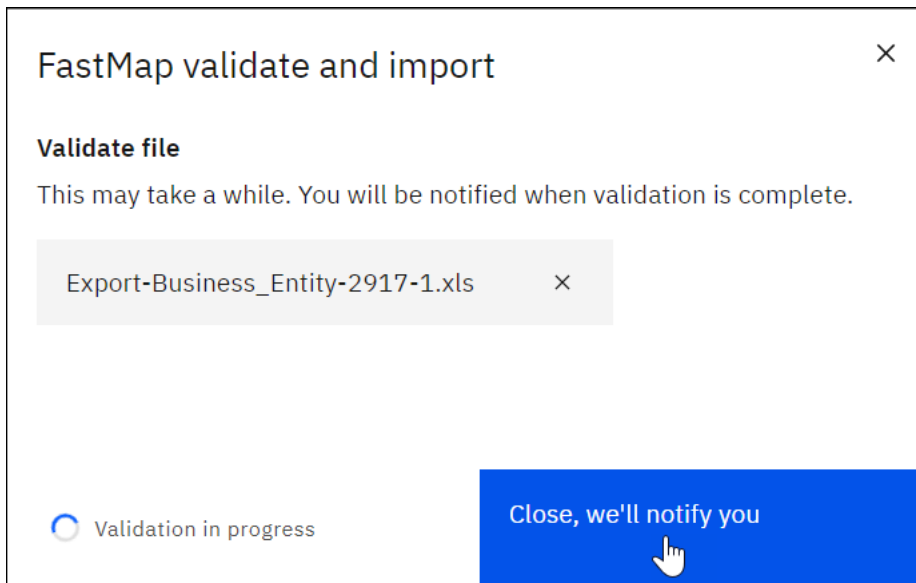 FastMap validate and import
Validate file
This may take a while. You will be notified when validation is complete.
Export-Business_Entity-2917-1.xls
Validation in progress
Close, we'll notify you